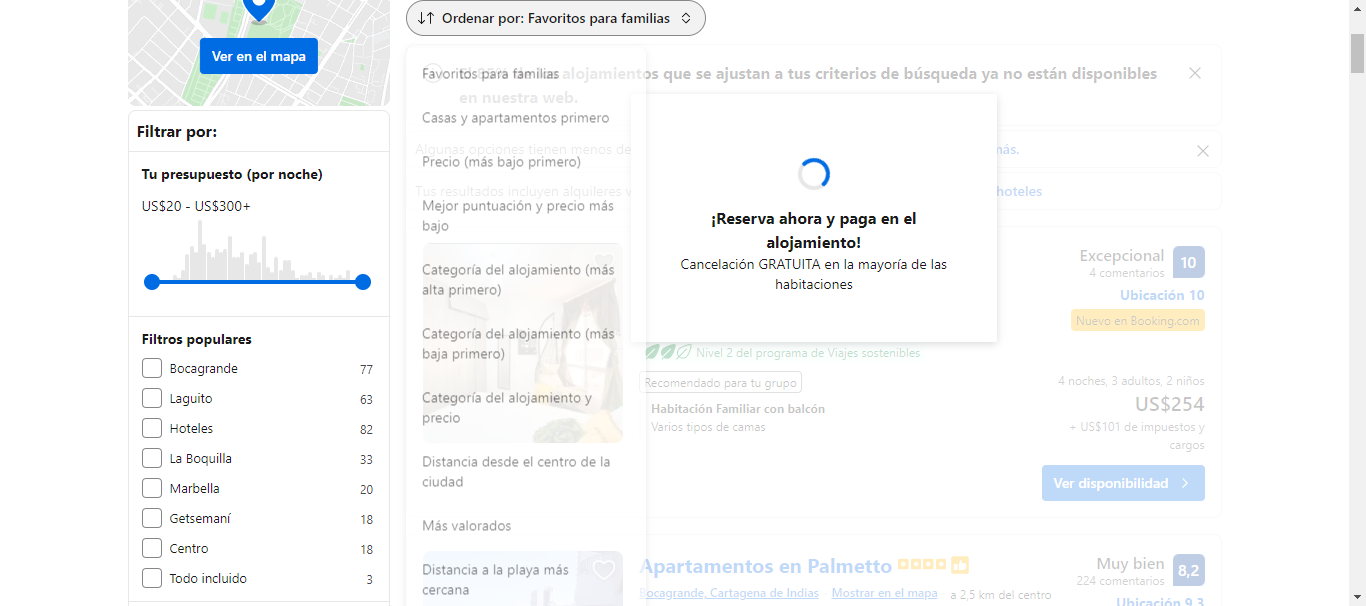 Ver en el mapa
Filtrar por:
Tu presupuesto (por noche)
US$20 - US$300+
Filtros populares
Bocagrande 77
Laguito 63
Hoteles 82
La Boquilla 33
Marbella 20
Getsemaní 18
Centro 18
Todo incluido 3
Ordenar por: Favoritos para familias
Favoritos para familias
Casas y apartamentos primero
Precio (más bajo primero)
Mejor puntuación y precio más
bajo
Categoría del alojamiento (más
alta primero)
Categoría del alojamiento (más
baja primero)
Categoría del alojamiento y
precio
Distancia desde el centro de la
ciudad
Más valorados
Distancia a la playa más
cercana
alojamientos que se ajustan a tus criterios de búsqueda ya no están disponibles
en nuestra web.
Algunas opciones tienen menos de
más.
Tus resultados incluyen alquileres
hoteles
¡Reserva ahora y paga en el
alojamiento!
Cancelación GRATUITA en la mayoría de las
habitaciones
Excepcional 10
4 comentarios
Ubicación 10
Nuevo en Booking.com
Nivel 2 del programa de Viajes sostenibles
Recomendado para tu grupo
Habitación Familiar con balcón
Varios tipos de camas
4 noches, 3 adultos, 2 niños
US$254
+ US$101 de impuestos y
cargos
Ver disponibilidad
Apartamentos en Palmetto
Bocagrande, Cartagena de Indias Mostrar en el mapa a 2,5 km del centro
Muy bien 8,2
224 comentarios
Ubicación 9,3